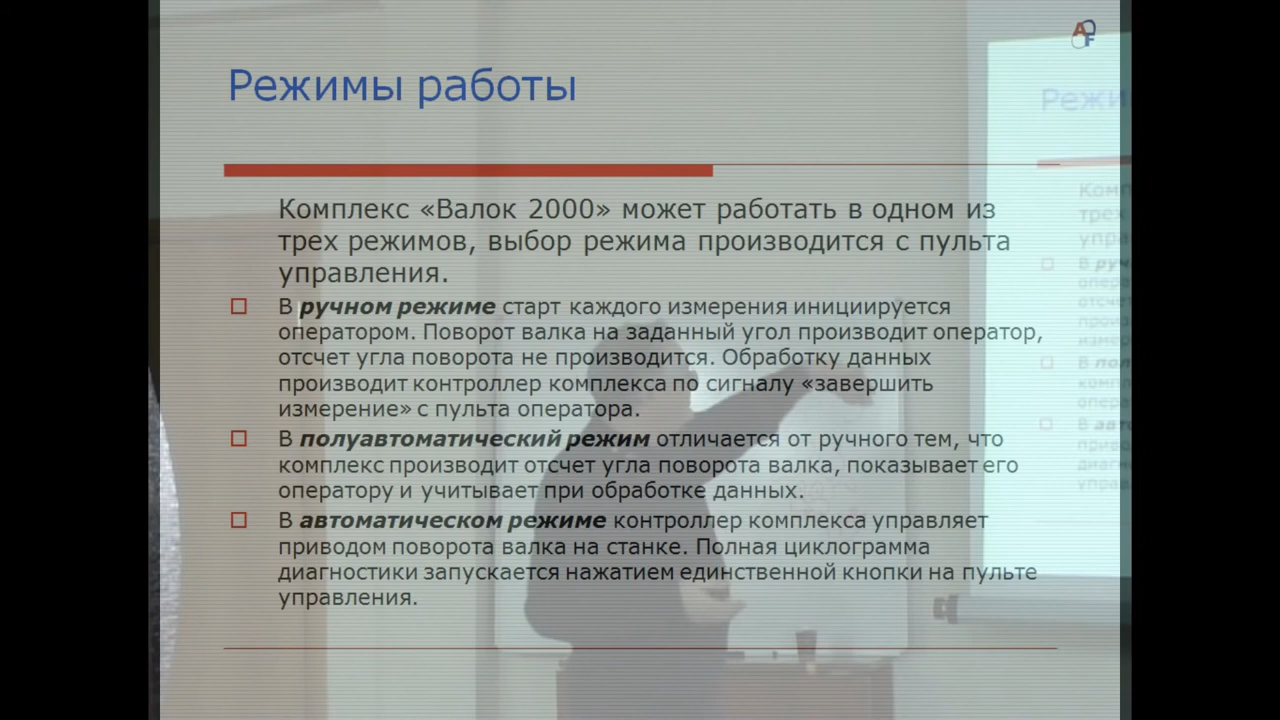 ADF
Режимы работы
Режи
Комплекс «Валок 2000» может работать в одном из
трех режимов, выбор режима производится с пульта
управления.
В ручном режиме старт каждого измерения инициируется
оператором. Поворот валка на заданный угол производит оператор,
отсчет угла поворота не производится. Обработку данных
производит контроллер комплекса по сигналу «завершить
измерение» с пульта оператора.
В полуавтоматический режим отличается от ручного тем, что
комплекс производит отсчет угла поворота валка, показывает его
оператору и учитывает при обработке данных.
В автоматическом режиме контроллер комплекса управляет
приводом поворота валка на станке. Полная циклограмма
диагностики запускается нажатием единственной кнопки на пульте
управления.